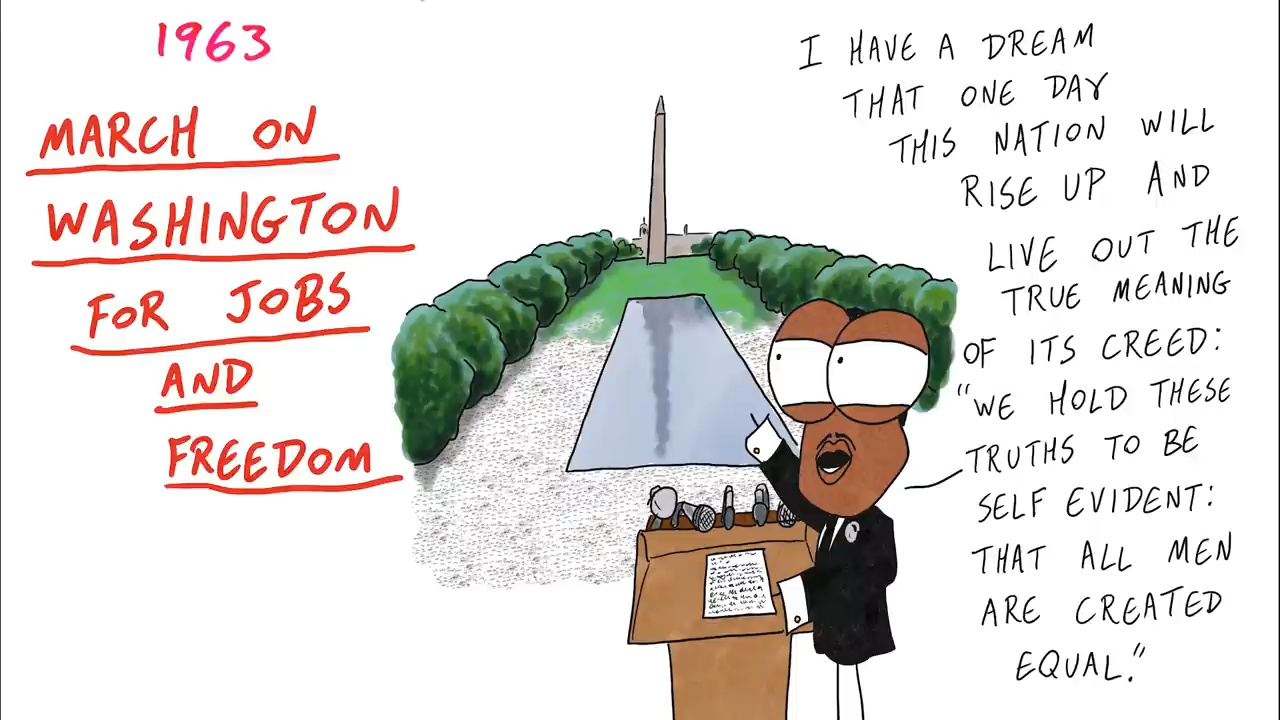 1963
MARCH ON
WASHINGTON
FOR JOBS
AND
FREEDOM
I HAVE A DREAM
THAT ONE DAY
THIS NATION WILL
RISE UP AND
LIVE OUT THE
TRUE MEANING
OF ITS CREED:
"WE HOLD THESE
TRUTHS TO BE
SELF EVIDENT:
THAT ALL MEN
ARE CREATED
EQUAL."